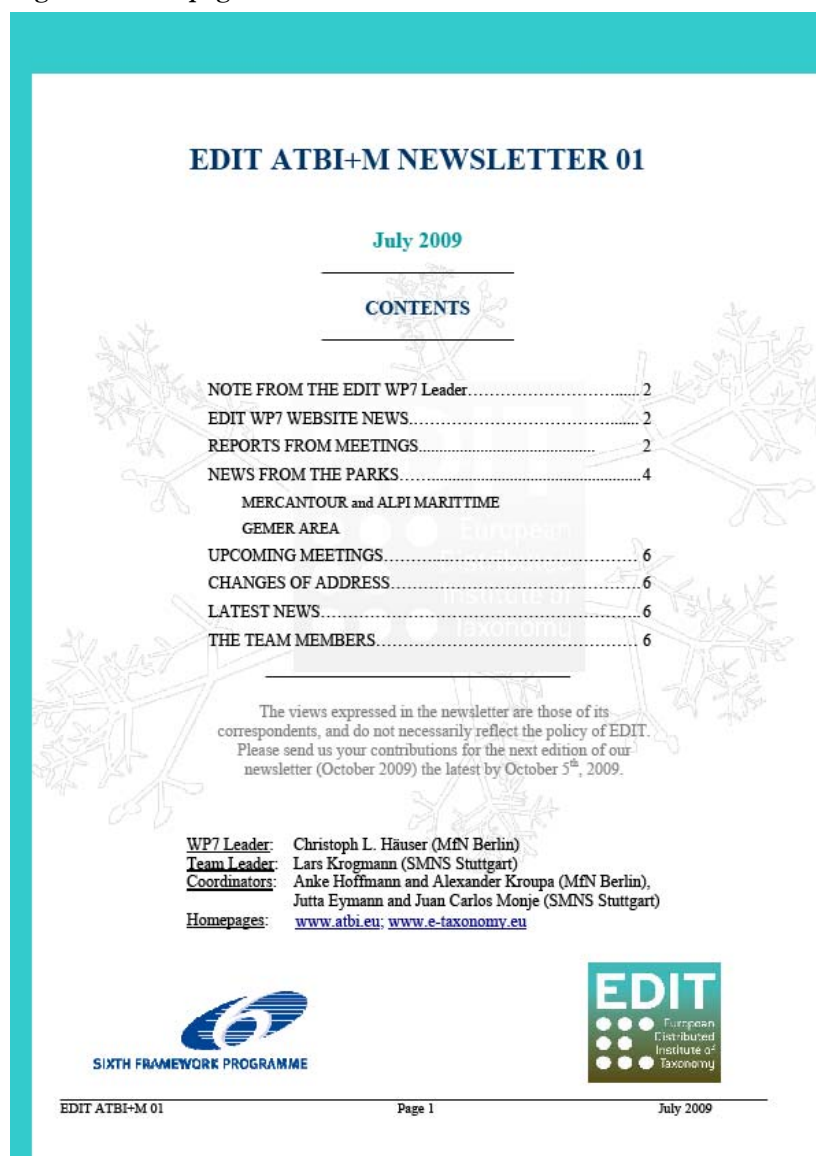 EDIT ATBI+M NEWSLETTER 01
July 2009
CONTENTS
NOTE FROM THE EDIT WP7 Leader................................ 2
EDIT WP7 WEBSITE NEWS........................................ 2
REPORTS FROM MEETINGS........................................ 2
NEWS FROM THE PARKS.......................................... 4
MERCANTOUR and ALPI MARITTIME
GEMER AREA
UPCOMING MEETINGS............................................ 6
CHANGES OF ADDRESS........................................... 6
LATEST NEWS.................................................. 6
THE TEAM MEMBERS............................................. 6
EDIT
European
Distributed
Institute of
Taxonomy
The views expressed in the newsletter are those of its
correspondents, and do not necessarily reflect the policy of EDIT.
Please send us your contributions for the next edition of our
newsletter (October 2009) the latest by October 5th, 2009.
WP7 Leader: Christoph L. Häuser (MfN Berlin)
Team Leader: Lars Krogmann (SMNS Stuttgart)
Coordinators: Anke Hoffmann and Alexander Kroupa (MfN Berlin),
Jutta Eymann and Juan Carlos Monje (SMNS Stuttgart)
Homepages: www.atbi.eu; www.e-taxonomy.eu
6
SIXTH FRAMEWORK PROGRAMME
EDIT
European
Distributed
Institute of
Taxonomy
EDIT ATBI+M 01 Page 1 July 2009